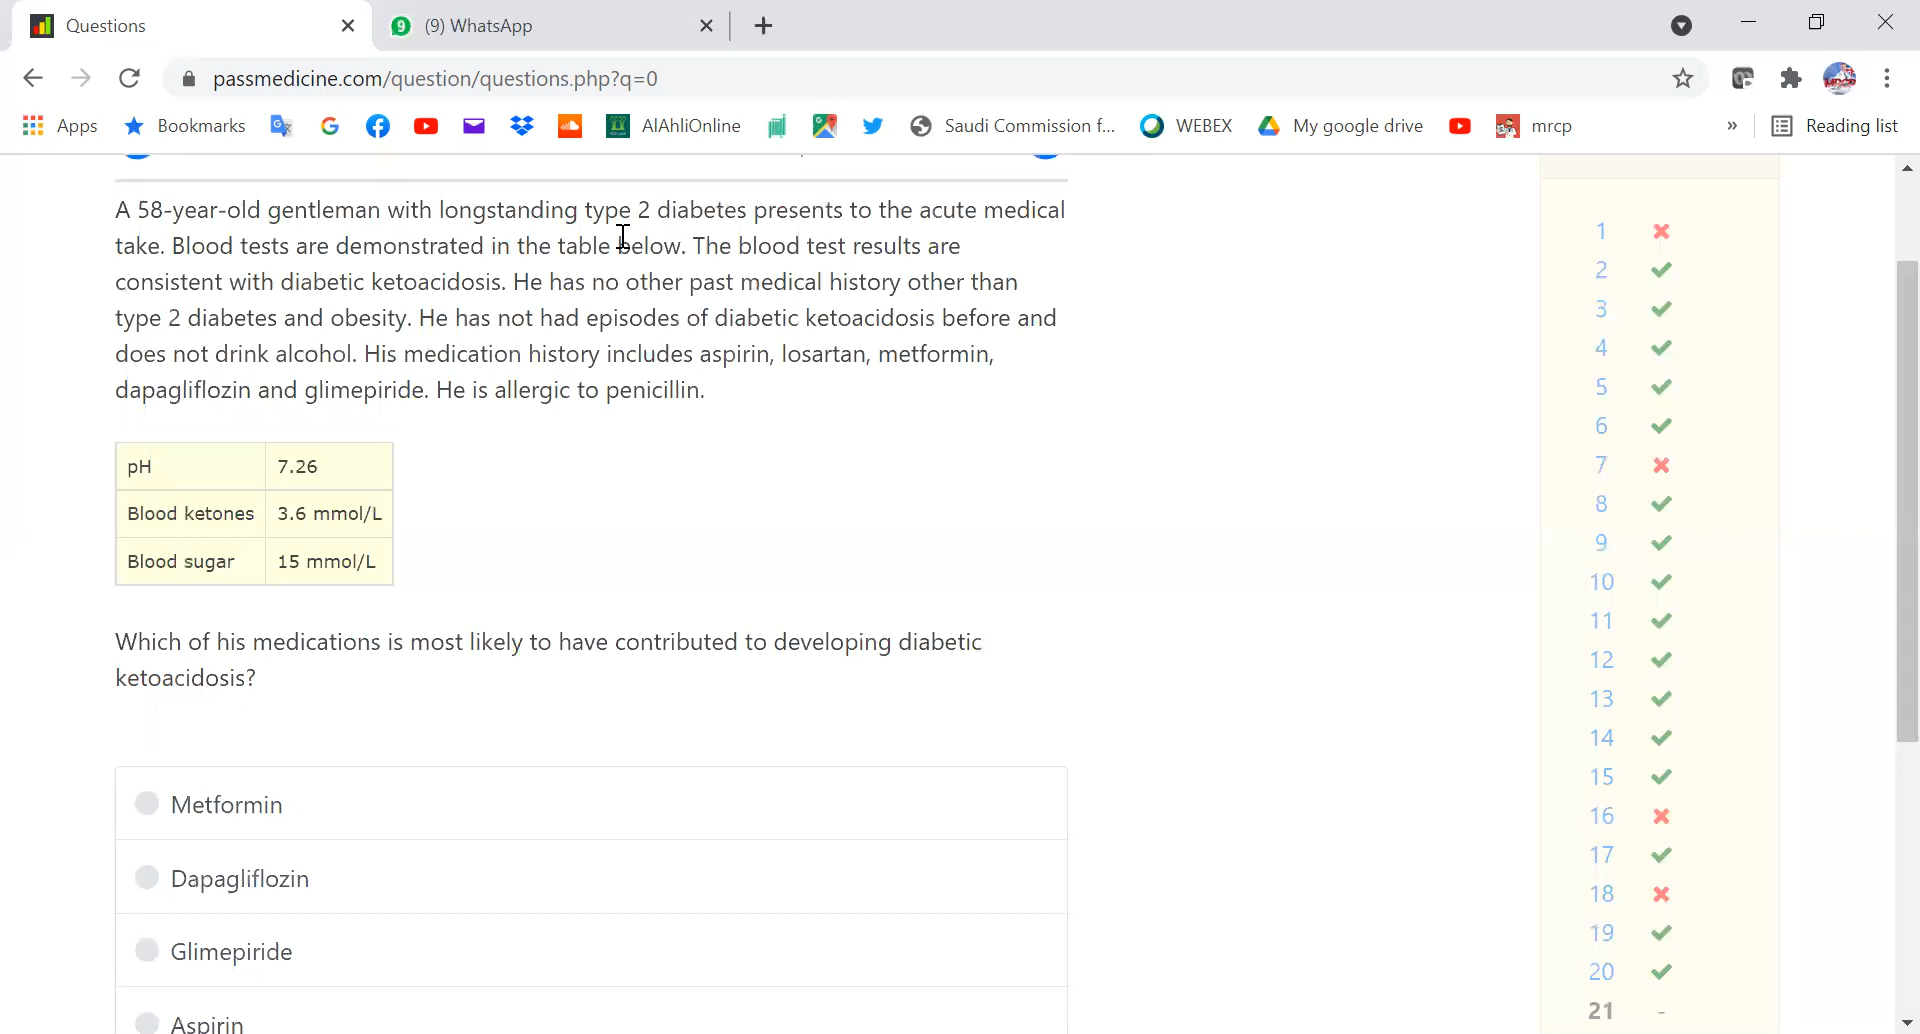 Questions
9 (9) WhatsApp
passmedicine.com/question/questions.php?q=0
Apps Bookmarks AlAhliOnline Saudi Commission f... WEBEX My google drive mrcp » Reading list
A 58-year-old gentleman with longstanding type 2 diabetes presents to the acute medical
take. Blood tests are demonstrated in the table below. The blood test results are
consistent with diabetic ketoacidosis. He has no other past medical history other than
type 2 diabetes and obesity. He has not had episodes of diabetic ketoacidosis before and
does not drink alcohol. His medication history includes aspirin, losartan, metformin,
dapagliflozin and glimepiride. He is allergic to penicillin.
pH 7.26
Blood ketones 3.6 mmol/L
Blood sugar 15 mmol/L
Which of his medications is most likely to have contributed to developing diabetic
ketoacidosis?
Metformin
Dapagliflozin
Glimepiride
Aspirin
1
2
3
4
5
6
7
8
9
10
11
12
13
14
15
16
17
18
19
20
21 -